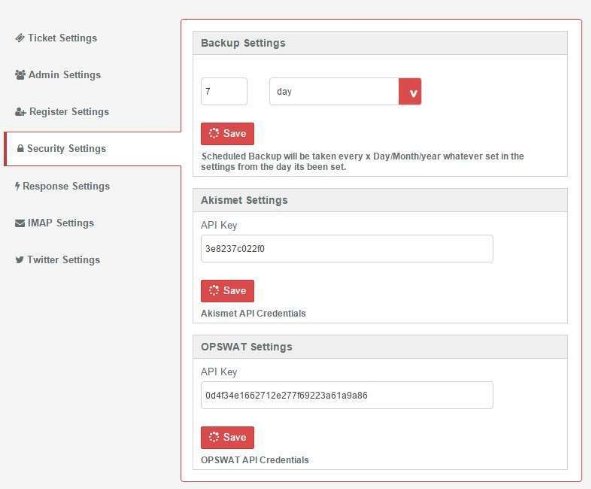 Ticket Settings
Admin Settings
Register Settings
Security Settings
Response Settings
IMAP Settings
Twitter Settings
Backup Settings
7 day v
Save
Scheduled Backup will be taken every x Day/Month/year whatever set in the
settings from the day its been set.
Akismet Settings
API Key
3e8237c022f0
Save
Akismet API Credentials
OPSWAT Settings
API Key
0d4f34e1662712e277f69223a61a9a86
Save
OPSWAT API Credentials